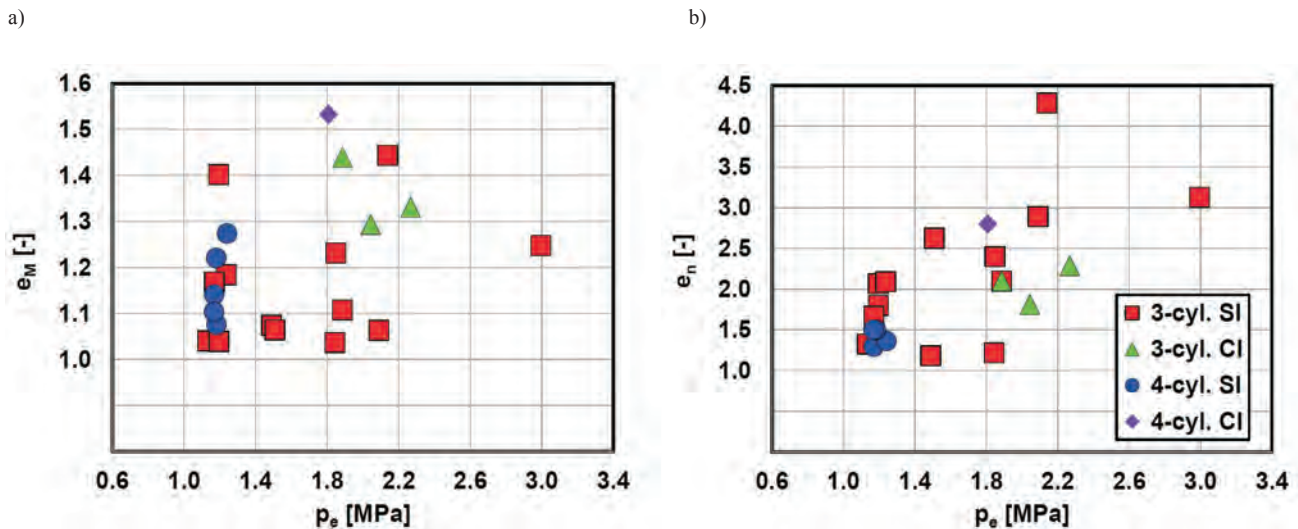 a)
b)
1.6
1.5
1.4
1.3
1.2
1.1
1.0
e_M [-]
0.6 1.0 1.4 1.8 2.2 2.6 3.0 3.4
p_e [MPa]
4.5
4.0
3.5
3.0
2.5
2.0
1.5
1.0
e_n [-]
3-cyl. SI
3-cyl. CI
4-cyl. SI
4-cyl. CI
0.6 1.0 1.4 1.8 2.2 2.6 3.0 3.4
p_e [MPa]